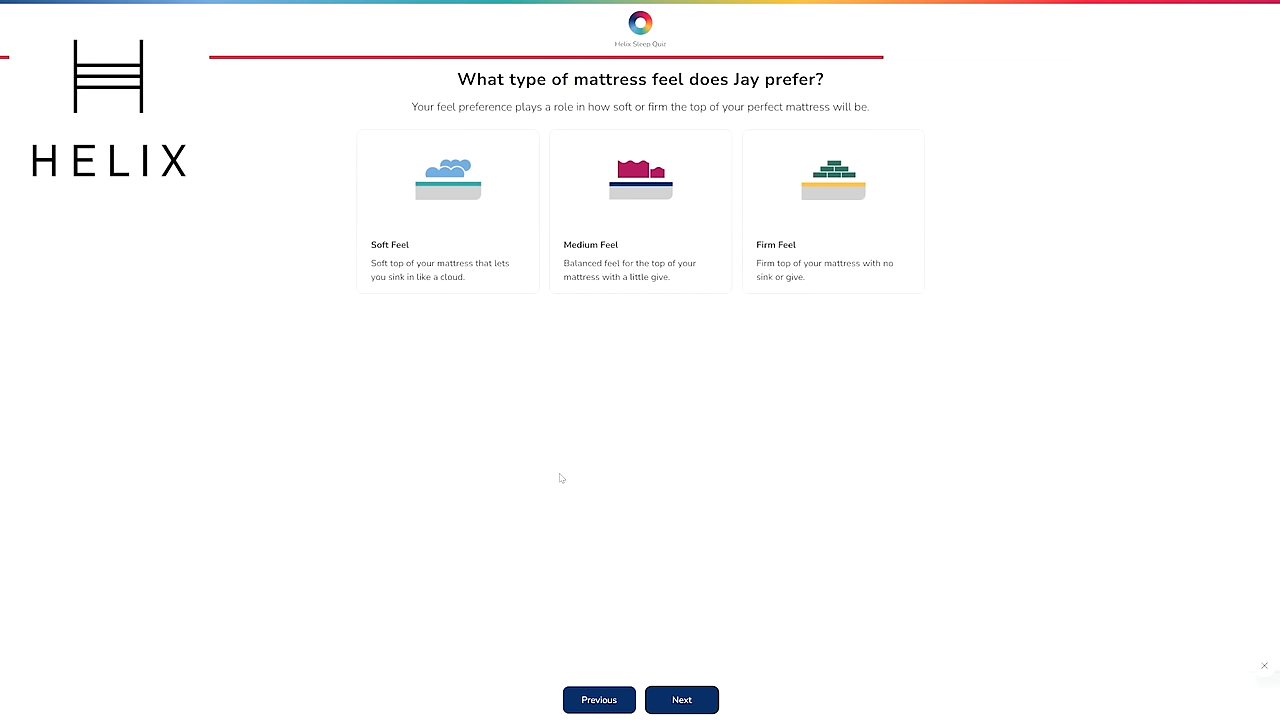 Helix Sleep Quiz
HELIX
What type of mattress feel does Jay prefer?
Your feel preference plays a role in how soft or firm the top of your perfect mattress will be.
Soft Feel
Soft top of your mattress that lets
you sink in like a cloud.
Medium Feel
Balanced feel for the top of your
mattress with a little give.
Firm Feel
Firm top of your mattress with no
sink or give.
Previous
Next